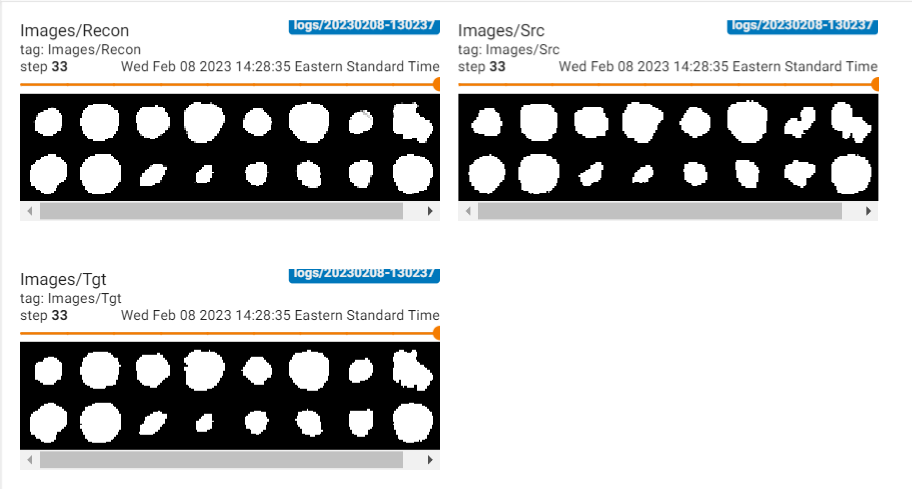 Images/Recon
logs/20230208-130237
tag: Images/Recon
step 33 Wed Feb 08 2023 14:28:35 Eastern Standard Time
Images/Src
logs/20230208-130237
tag: Images/Src
step 33 Wed Feb 08 2023 14:28:35 Eastern Standard Time
Images/Tgt
logs/20230208-130237
tag: Images/Tgt
step 33 Wed Feb 08 2023 14:28:35 Eastern Standard Time